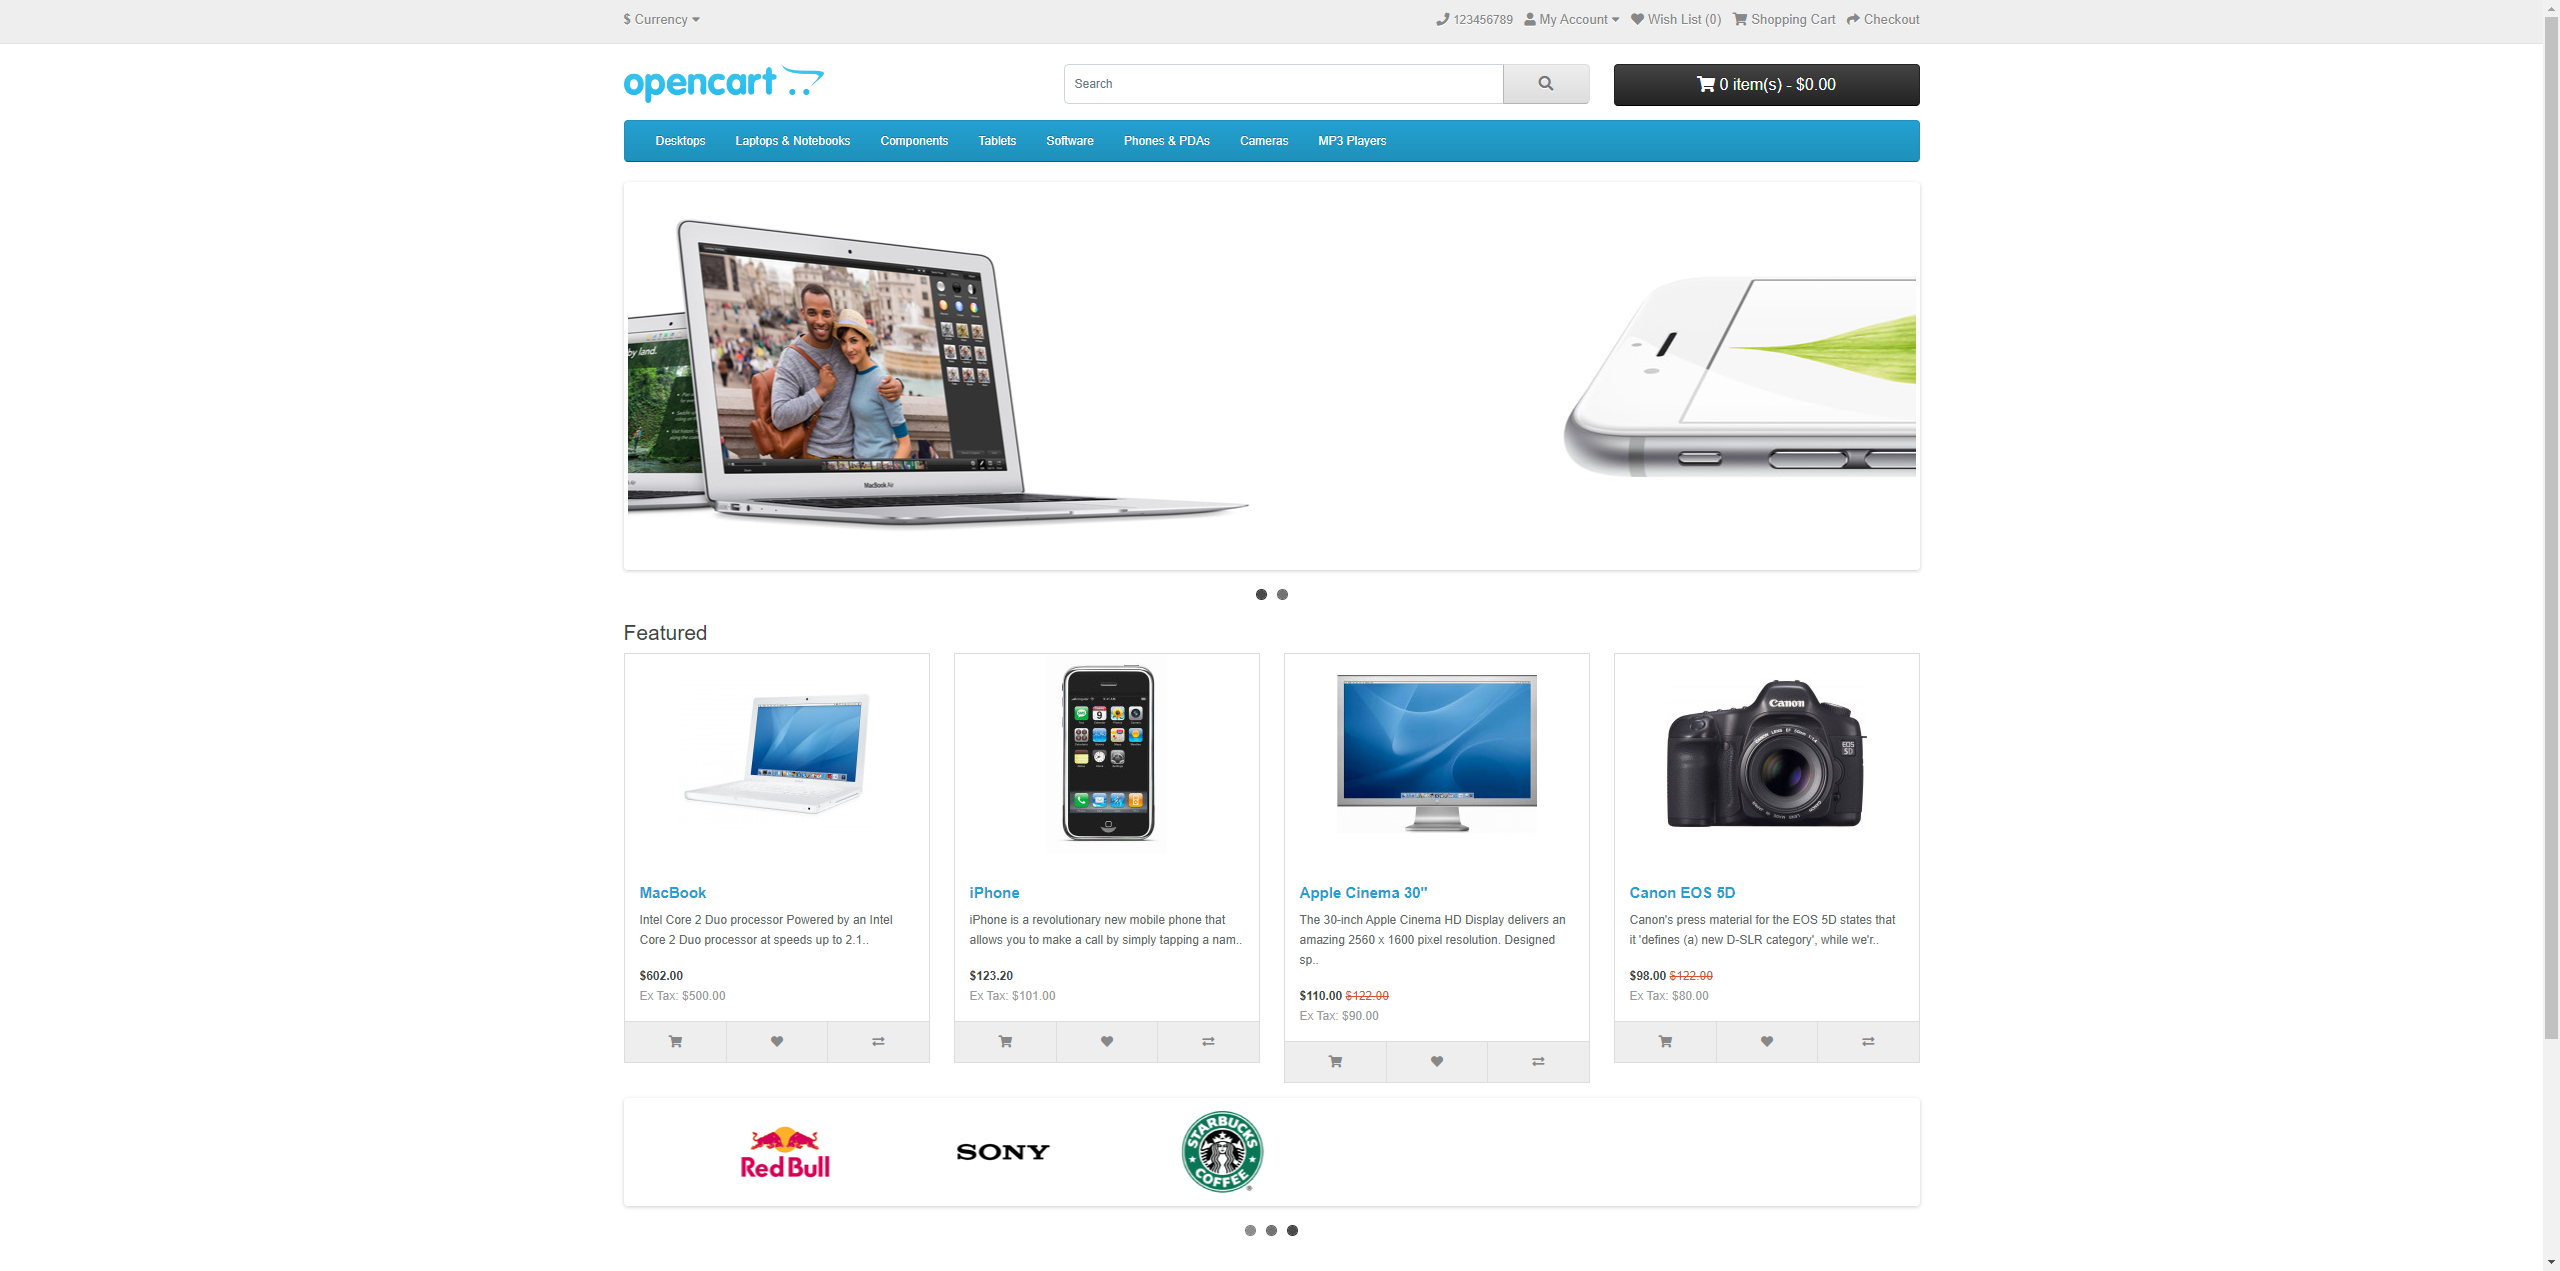 $ Currency
123456789 My Account Wish List (0) Shopping Cart Checkout
opencart
Search
0 item(s) - $0.00
Desktops Laptops & Notebooks Components Tablets Software Phones & PDAs Cameras MP3 Players
by land.
MacBook Air
Featured
Canon
EOS
5D
MacBook
Intel Core 2 Duo processor Powered by an Intel
Core 2 Duo processor at speeds up to 2.1..
$602.00
Ex Tax: $500.00
iPhone
iPhone is a revolutionary new mobile phone that
allows you to make a call by simply tapping a nam..
$123.20
Ex Tax: $101.00
Apple Cinema 30"
The 30-inch Apple Cinema HD Display delivers an
amazing 2560 x 1600 pixel resolution. Designed
sp..
$110.00 $122.00
Ex Tax: $90.00
Canon EOS 5D
Canon's press material for the EOS 5D states that
it 'defines (a) new D-SLR category', while we'r..
$98.00 $122.00
Ex Tax: $80.00
Red Bull
SONY
STARBUCKS
COFFEE